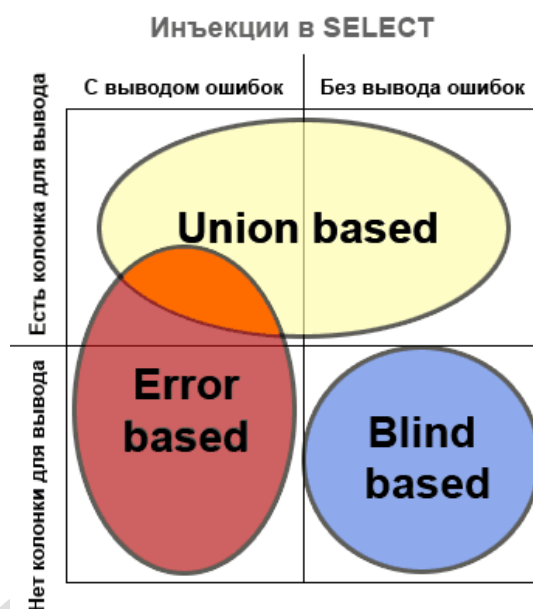 Инъекции в SELECT
С выводом ошибок
Без вывода ошибок
Есть колонка для вывода
Union based
Нет колонки для вывода
Error
based
Blind
based